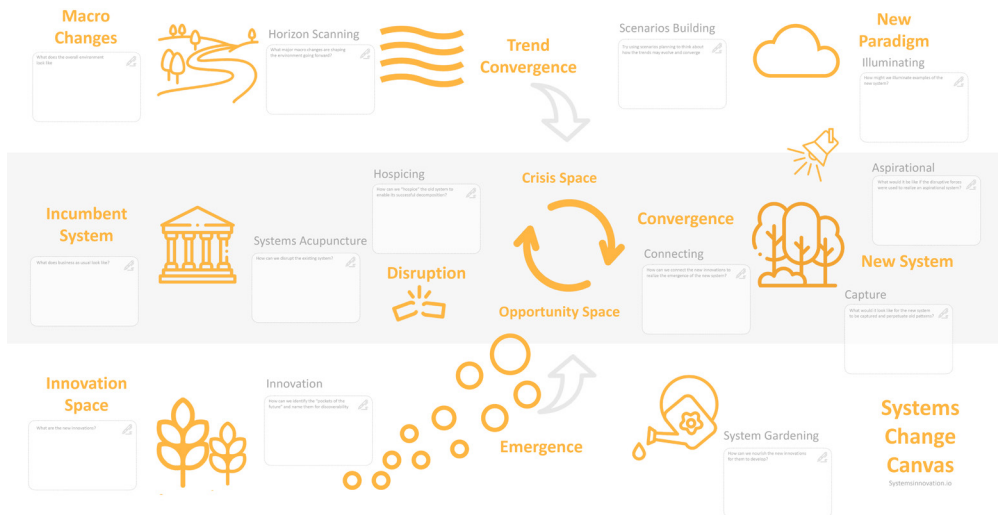 Macro
Changes
What does the overall environment
look like
Horizon Scanning
What major macro changes are shaping
the environment going forward?
Trend
Convergence
Scenarios Building
Try using scenario planning to think about
how the trends may evolve and converge
New
Paradigm
Illuminating
How might we illuminate examples of the
new system?
Incumbent
System
What does business as usual look like?
Systems Acupuncture
How can we disrupt the existing system?
Hospicing
How can we "hospice" the old system to
enable its successful decomposition?
Disruption
Crisis Space
Opportunity Space
Convergence
Connecting
How can we connect the new innovations to
realize the emergence of the new system?
Aspirational
What would it be like if the disruptive forces
were used to realize an aspirational system?
New System
Capture
What would it look like for the new system
to be captured and perpetuate old patterns?
Innovation
Space
What are the new innovations?
Innovation
How can we identify the "pockets of the
future" and name them for discoverability
Emergence
System Gardening
How can we nourish the new innovations
for them to develop?
Systems
Change
Canvas
Systemsinnovation.io